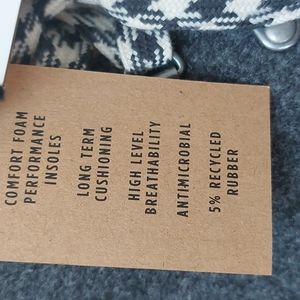 COMFORT FOAM
PERFORMANCE
INSOLES
LONG TERM
CUSHIONING
HIGH LEVEL
BREATHABILITY
ANTIMICROBIAL
5% RECYCLED
RUBBER